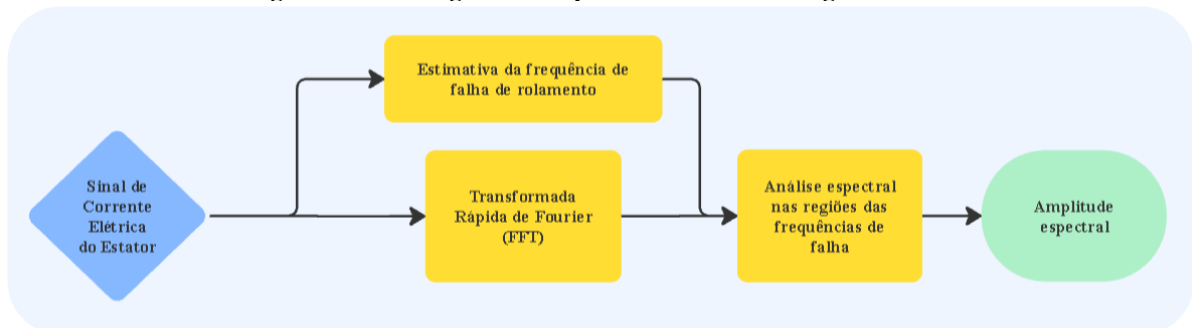 Estimativa da frequência de
falha de rolamento
Sinal de
Corrente
Elétrica
do Estator
Transformada
Rápida de Fourier
(FFT)
Análise espectral
nas regiões das
frequências de
falha
Amplitude
espectral